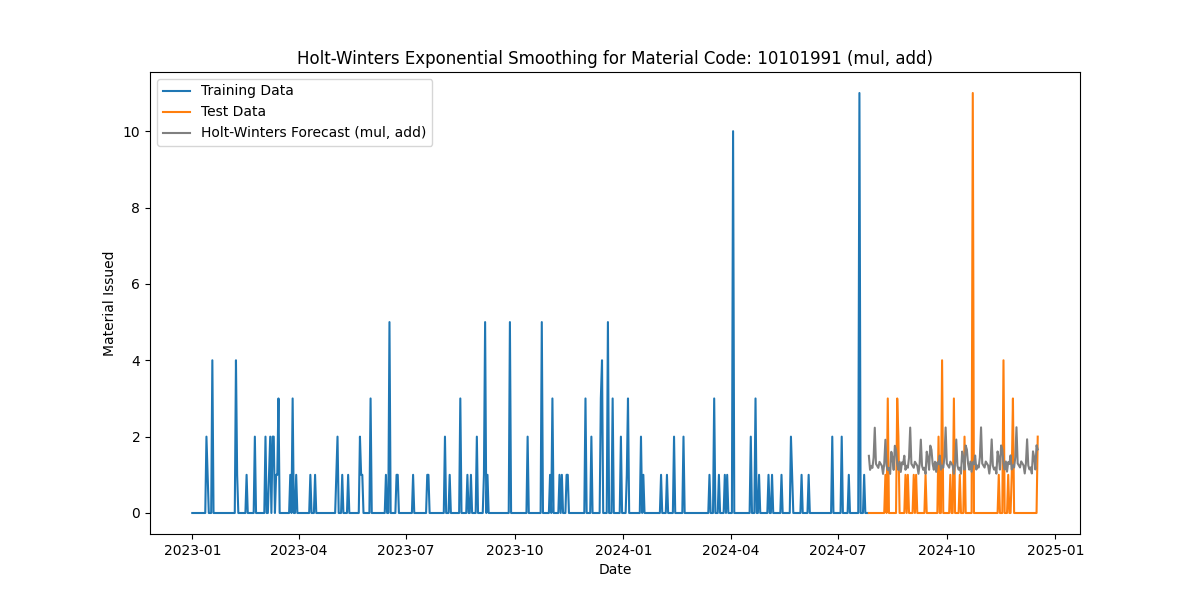 Holt-Winters Exponential Smoothing for Material Code: 10101991 (mul, add)
Training Data
Test Data
Holt-Winters Forecast (mul, add)
Material Issued
10
8
6
4
2
0
2023-01 2023-04 2023-07 2023-10 2024-01 2024-04 2024-07 2024-10 2025-01
Date